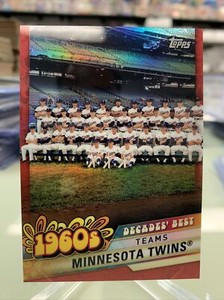 Topps
1960s
DECADES' BEST
TEAMS
MINNESOTA TWINS®